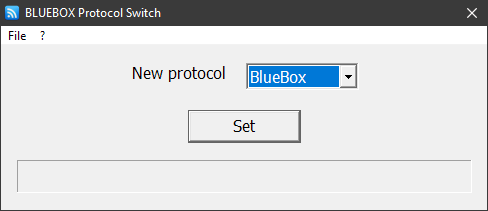 BLUEBOX Protocol Switch
File ?
New protocol BlueBox
Set